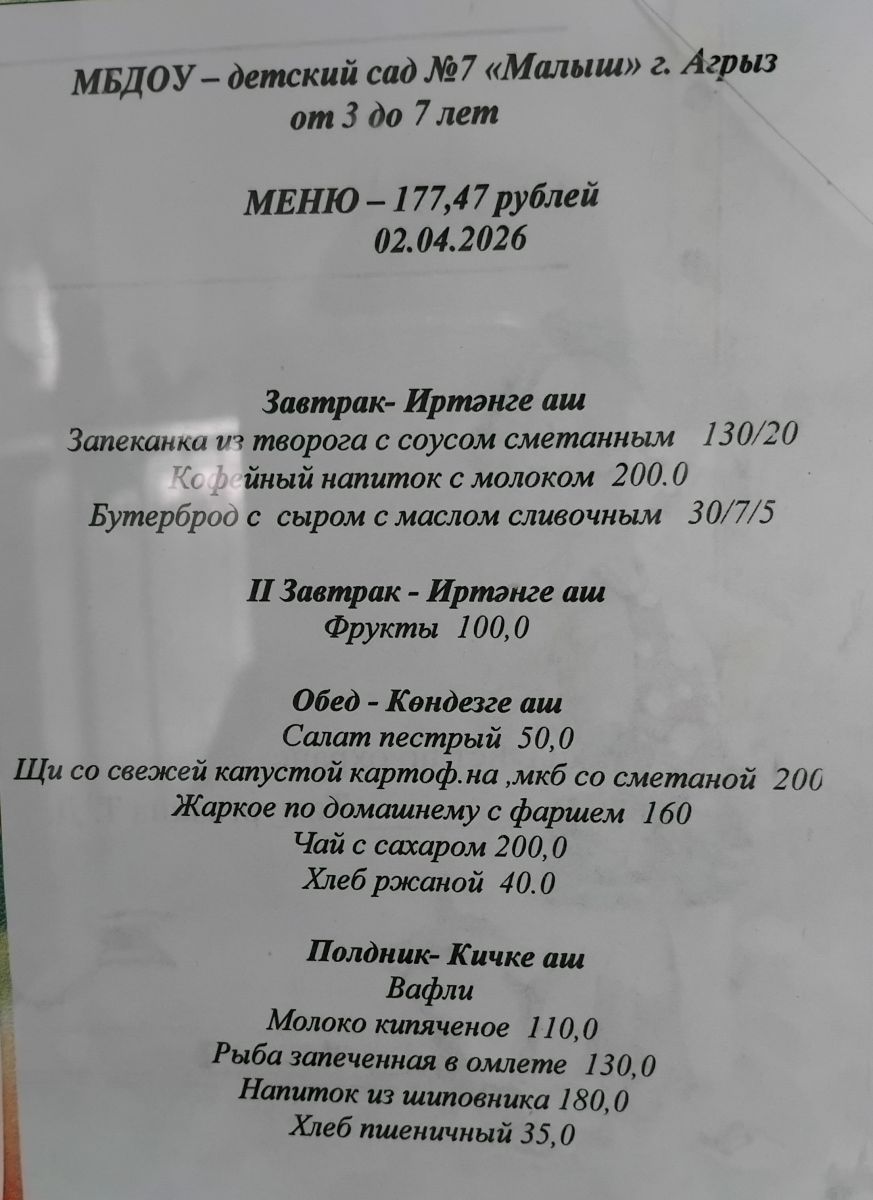 МБДОУ – детский сад №7 «Малыш» г. Агрыз
от 3 до 7 лет
МЕНЮ – 177,47 рублей
02.04.2026
Завтрак- Иртәнге аш
Запеканка из творога с соусом сметанным 130/20
Кофейный напиток с молоком 200.0
Бутерброд с сыром с маслом сливочным 30/7/5
II Завтрак - Иртәнге аш
Фрукты 100,0
Обед - Көндезге аш
Салат пестрый 50,0
Щи со свежей капустой картоф.на ,мкб со сметаной 200
Жаркое по домашнему с фаршем 160
Чай с сахаром 200,0
Хлеб ржаной 40.0
Полдник- Кичке аш
Вафли
Молоко кипяченое 110,0
Рыба запеченная в омлете 130,0
Напиток из шиповника 180,0
Хлеб пшеничный 35,0